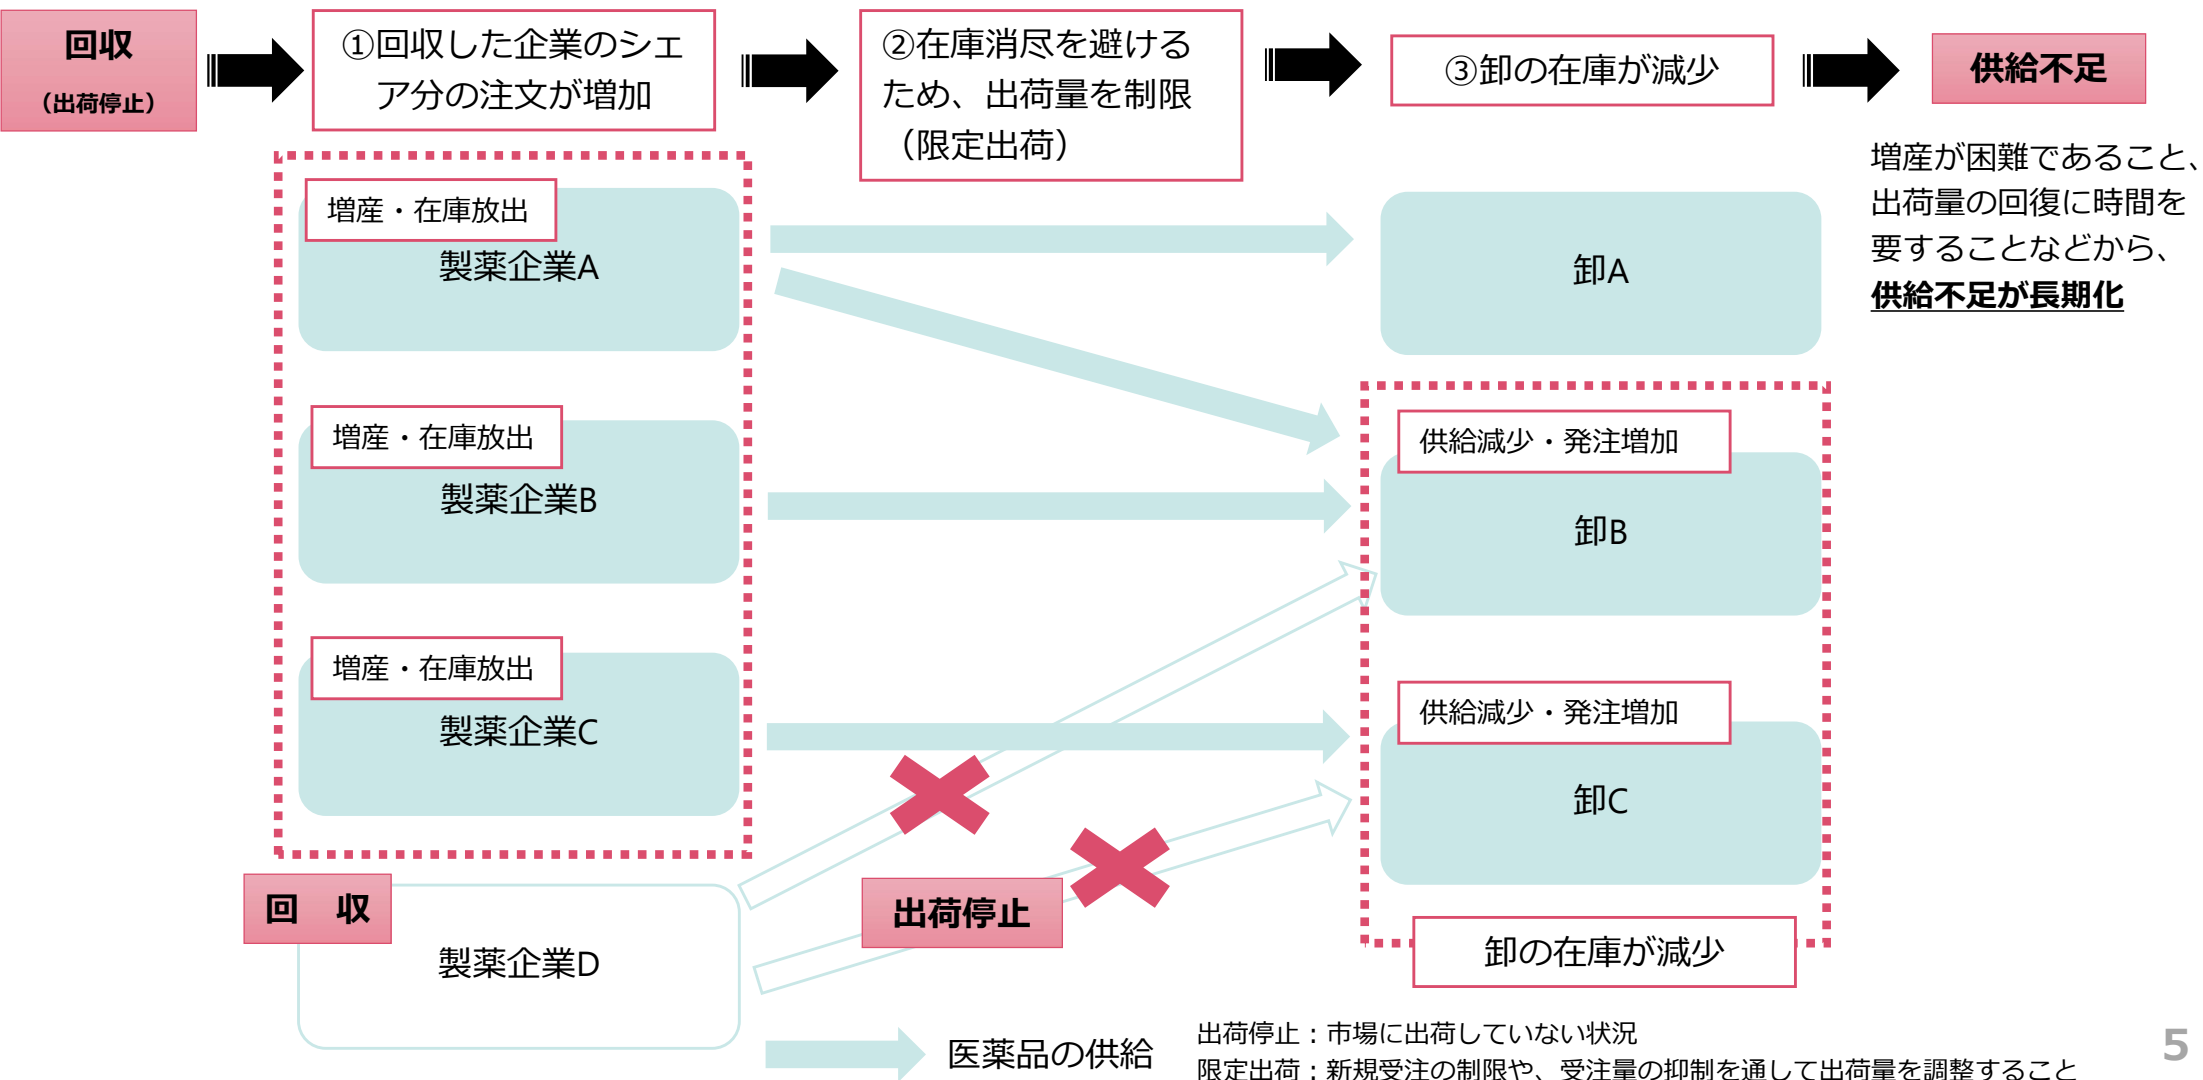 回収
（出荷停止）
①回収した企業のシェ
ア分の注文が増加
②在庫消尽を避ける
ため、出荷量を制限
（限定出荷）
③卸の在庫が減少
供給不足
増産が困難であること、
出荷量の回復に時間を
要することなどから、
供給不足が長期化
増産・在庫放出
製薬企業A
増産・在庫放出
製薬企業B
増産・在庫放出
製薬企業C
回　収
製薬企業D
出荷停止
卸A
供給減少・発注増加
卸B
供給減少・発注増加
卸C
卸の在庫が減少
医薬品の供給
出荷停止：市場に出荷していない状況
限定出荷：新規受注の制限や、受注量の抑制を通して出荷量を調整すること
5